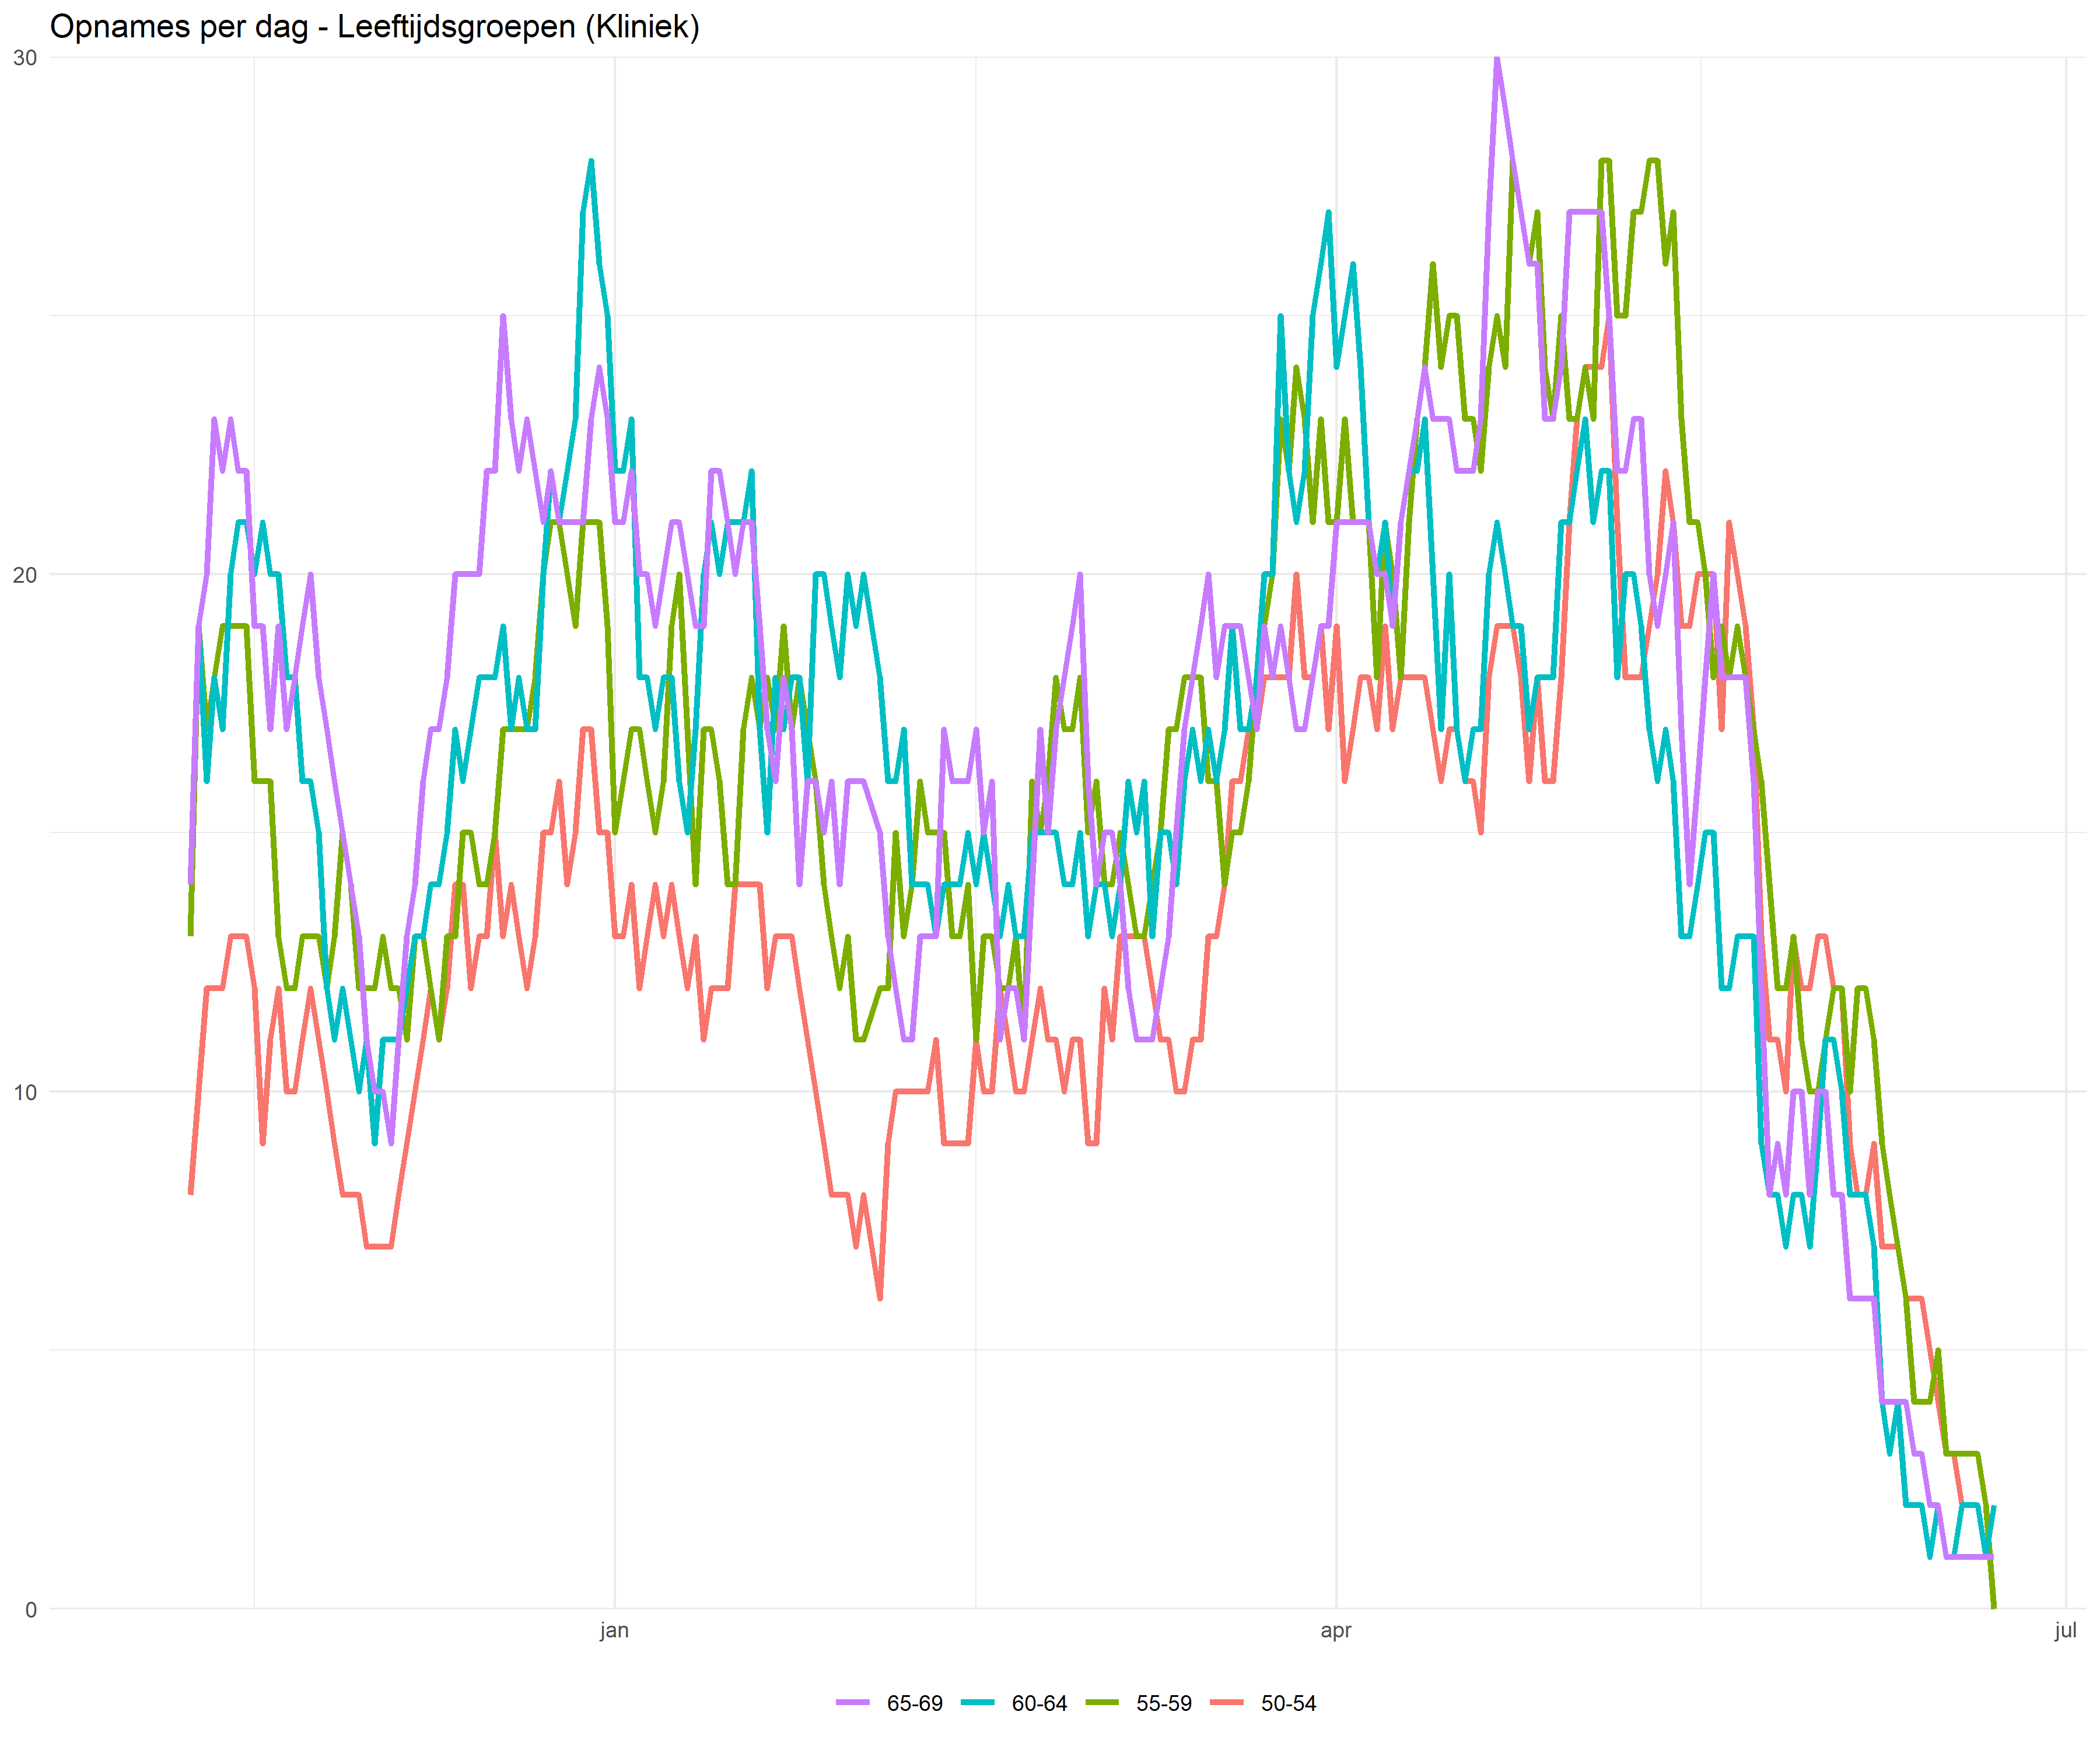 Opnames per dag - Leeftijdsgroepen (Kliniek)
30
20
10
0
jan apr jul
65-69 60-64 55-59 50-54